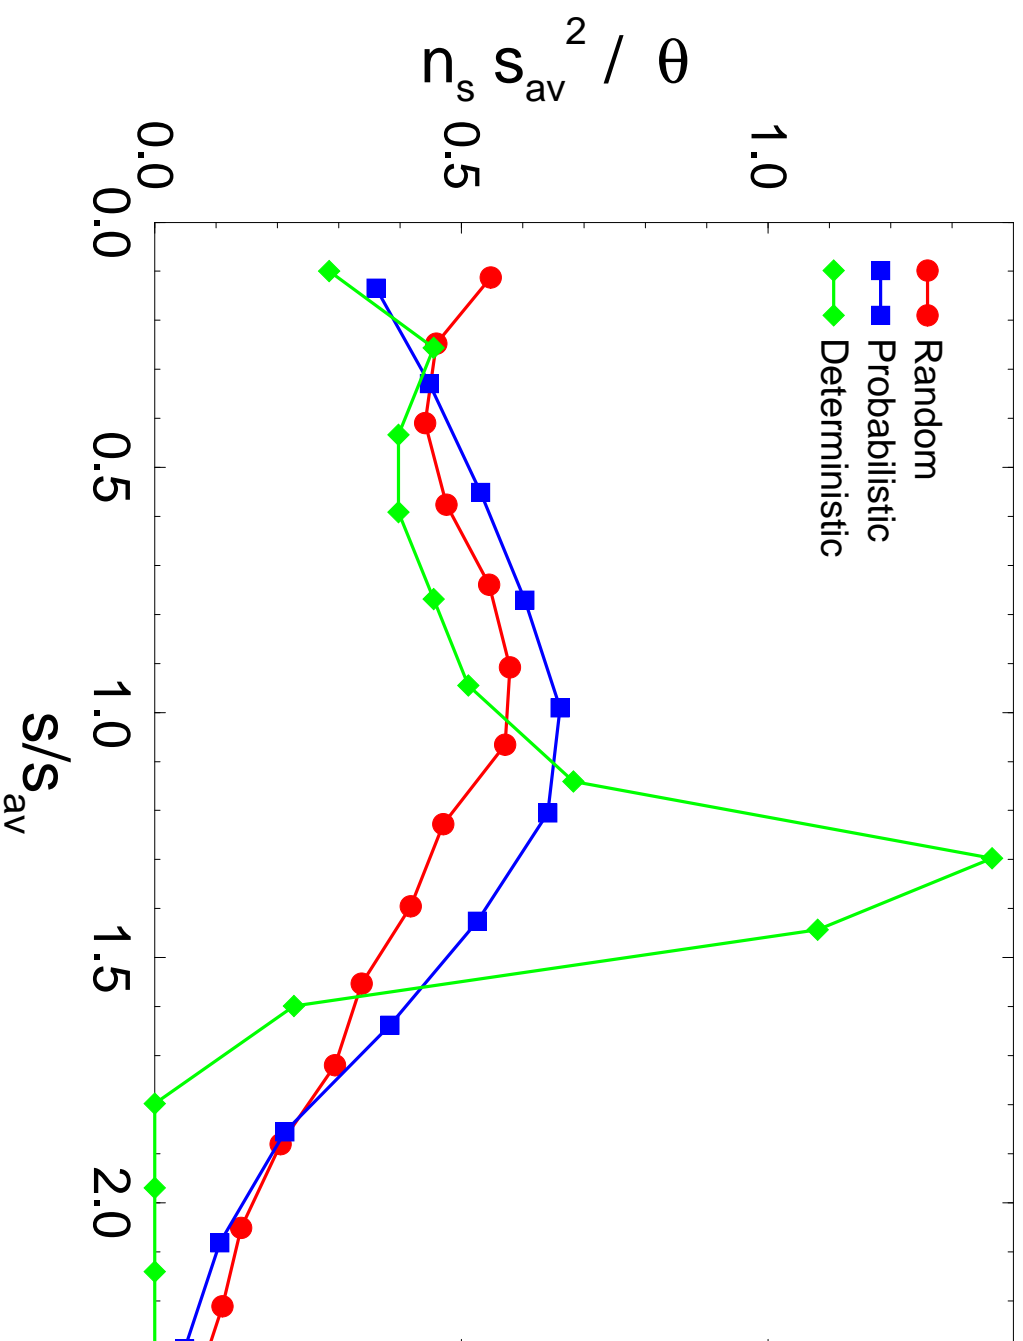 n_s s_av^2 / θ
1.0
0.5
0.0
Random
Probabilistic
Deterministic
0.0 0.5 1.0 1.5 2.0
s/s_av